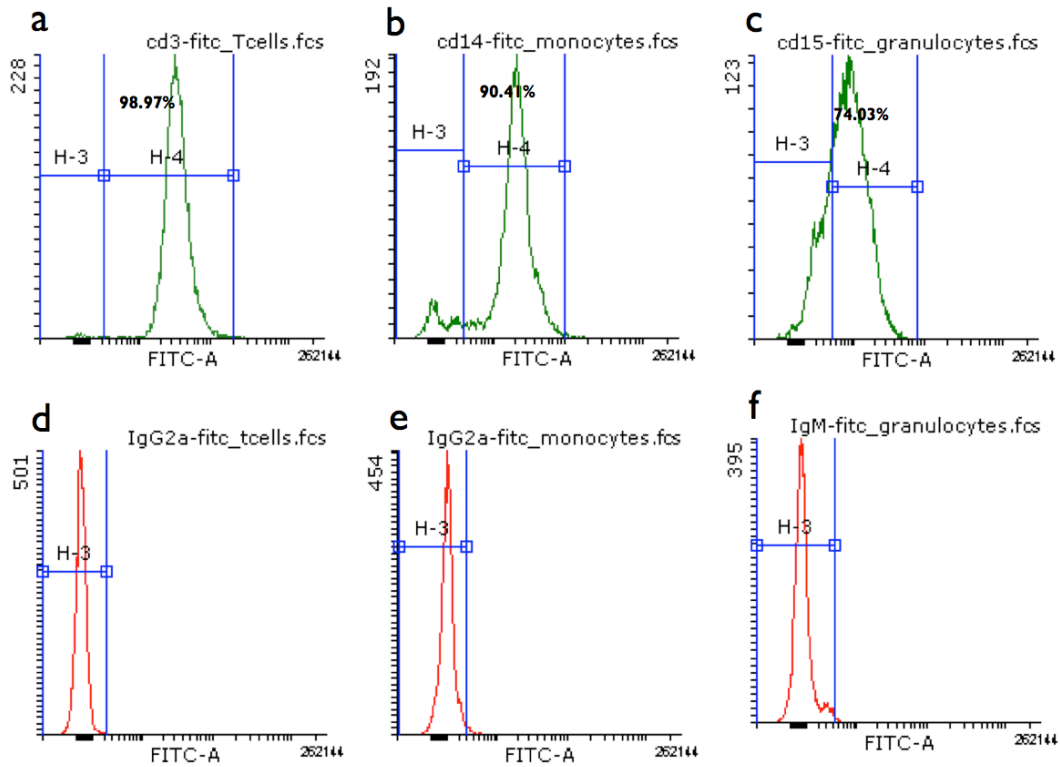 a
cd3-fitc_Tcells.fcs
228
98.97%
H-3
H-4
FITC-A
262144
b
cd14-fitc_monocytes.fcs
192
90.41%
H-3
H-4
FITC-A
262144
c
cd15-fitc_granulocytes.fcs
123
74.03%
H-3
H-4
FITC-A
262144
d
IgG2a-fitc_tcells.fcs
501
H-3
FITC-A
262144
e
IgG2a-fitc_monocytes.fcs
454
H-3
FITC-A
262144
f
IgM-fitc_granulocytes.fcs
395
H-3
FITC-A
262144